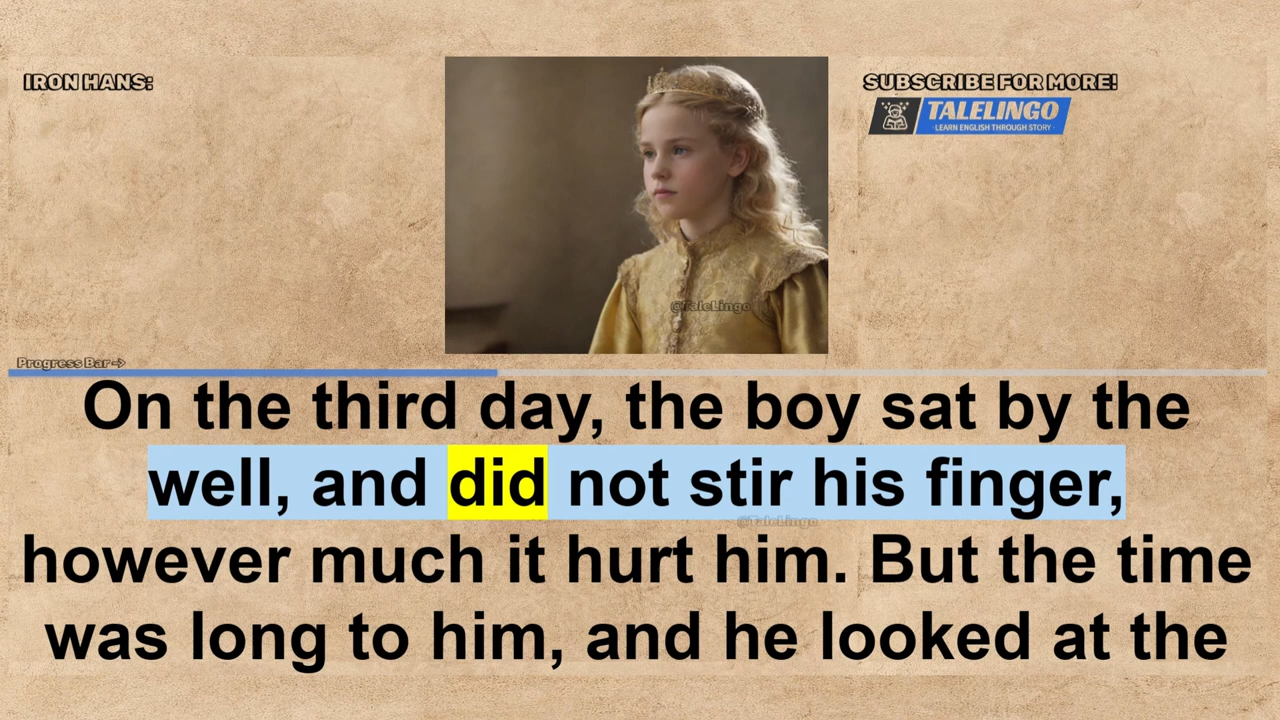 IRON HANS:
SUBSCRIBE FOR MORE!
TALELINGO
LEARN ENGLISH THROUGH STORY
@TaleLingo
Progress Bar->
On the third day, the boy sat by the
well, and did not stir his finger,
@TaleLingo
however much it hurt him. But the time
was long to him, and he looked at the